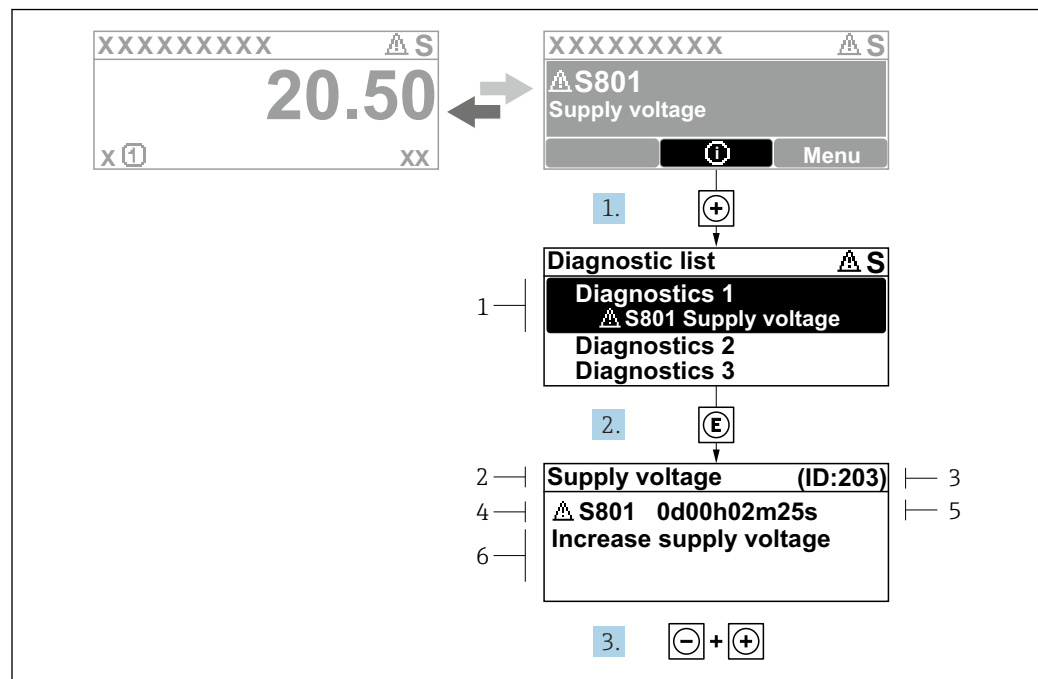 XXXXXXXXX ⚠ S
20.50
x ① xx
XXXXXXXXX ⚠ S
⚠ S801
Supply voltage
ⓘ Menu
1. ⊕
Diagnostic list ⚠ S
1
Diagnostics 1
⚠ S801 Supply voltage
Diagnostics 2
Diagnostics 3
2. Ⓔ
2 Supply voltage (ID:203) 3
4 ⚠ S801 0d00h02m25s 5
6 Increase supply voltage
3. ⊖ + ⊕